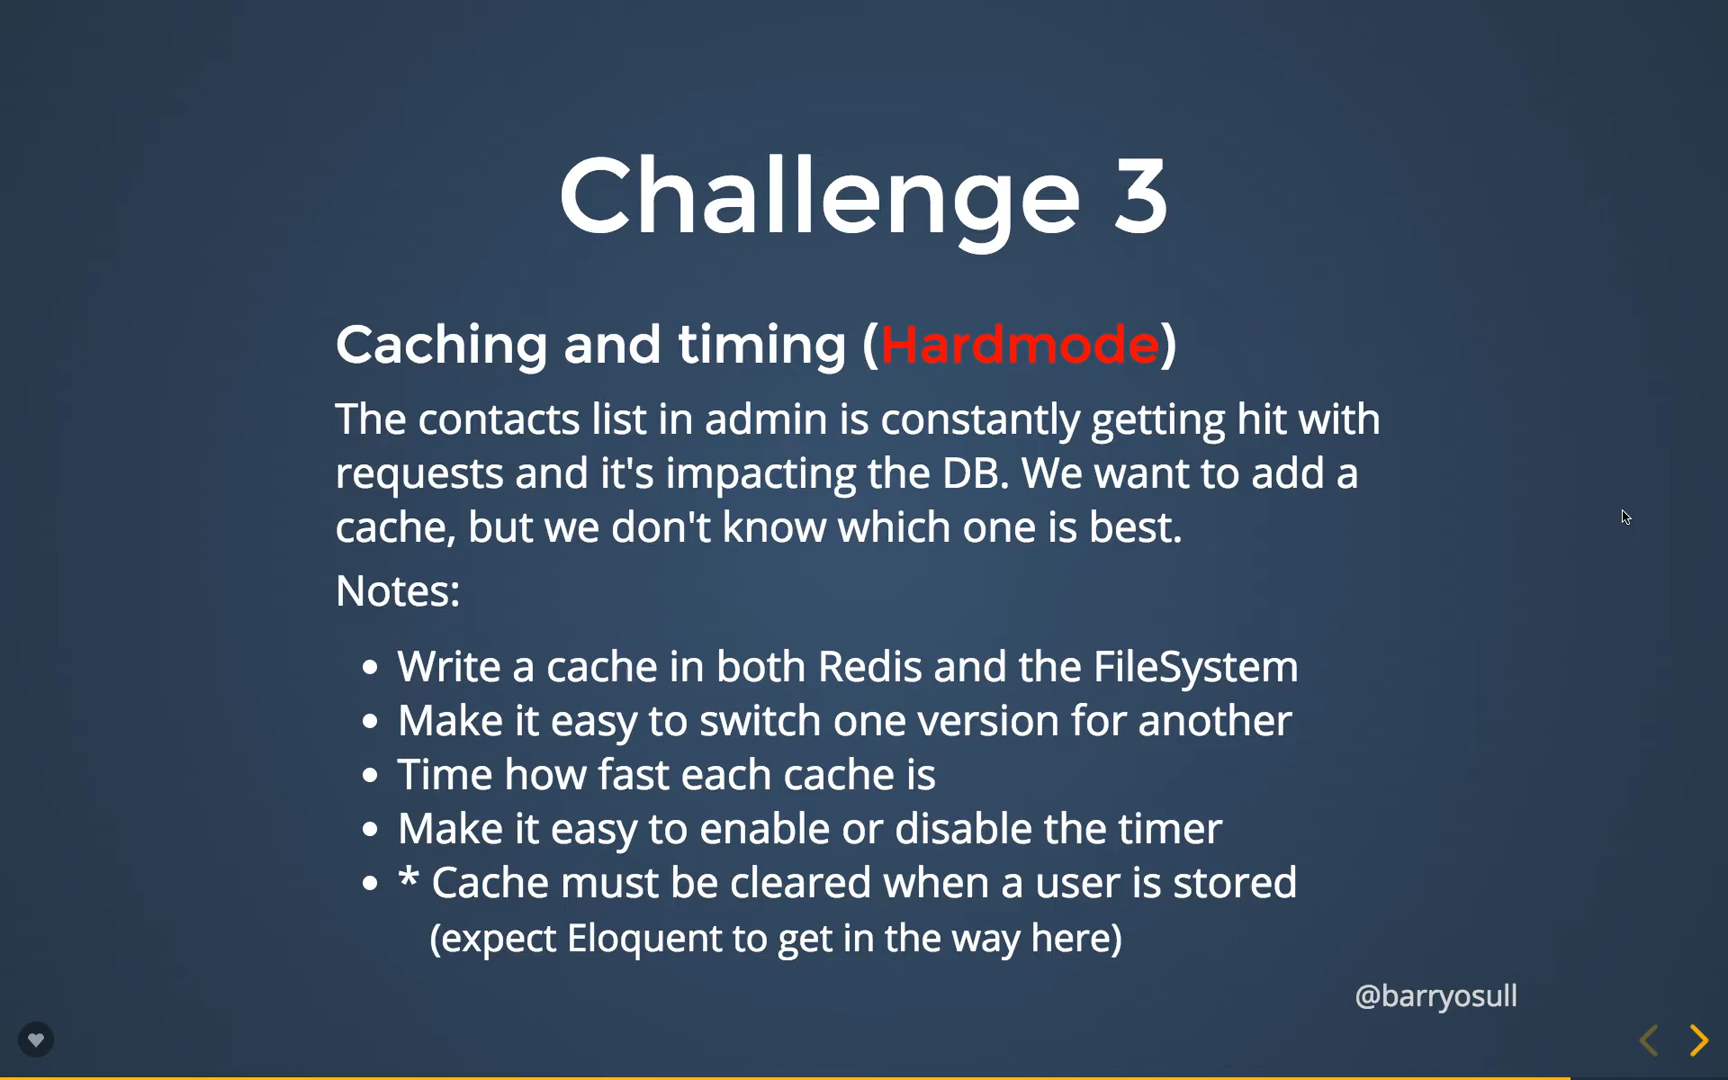 Challenge 3
Caching and timing (Hardmode)
The contacts list in admin is constantly getting hit with
requests and it's impacting the DB. We want to add a
cache, but we don't know which one is best.
Notes:
• Write a cache in both Redis and the FileSystem
• Make it easy to switch one version for another
• Time how fast each cache is
• Make it easy to enable or disable the timer
• * Cache must be cleared when a user is stored
(expect Eloquent to get in the way here)
@barryosull